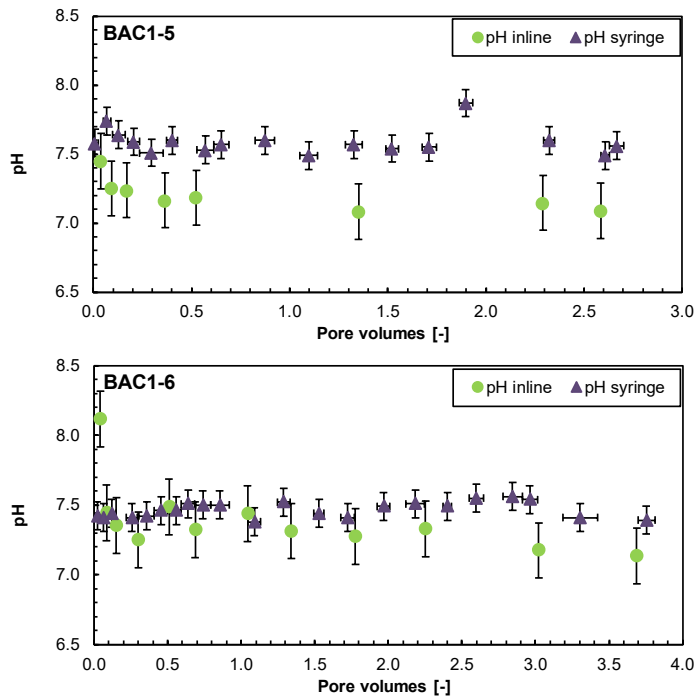 BAC1-5
pH inline pH syringe
8.5
8.0
7.5
7.0
6.5
pH
0.0 0.5 1.0 1.5 2.0 2.5 3.0
Pore volumes [-]
BAC1-6
pH inline pH syringe
8.5
8.0
7.5
7.0
6.5
pH
0.0 0.5 1.0 1.5 2.0 2.5 3.0 3.5 4.0
Pore volumes [-]